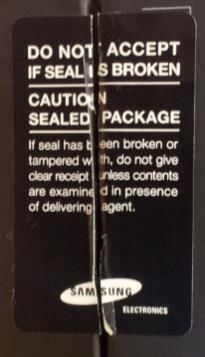 DO NOT ACCEPT
IF SEAL IS BROKEN
CAUTION
SEALED PACKAGE
If seal has been broken or
tampered with, do not give
clear receipt unless contents
are examined in presence
of delivering agent.
SAMSUNG
ELECTRONICS